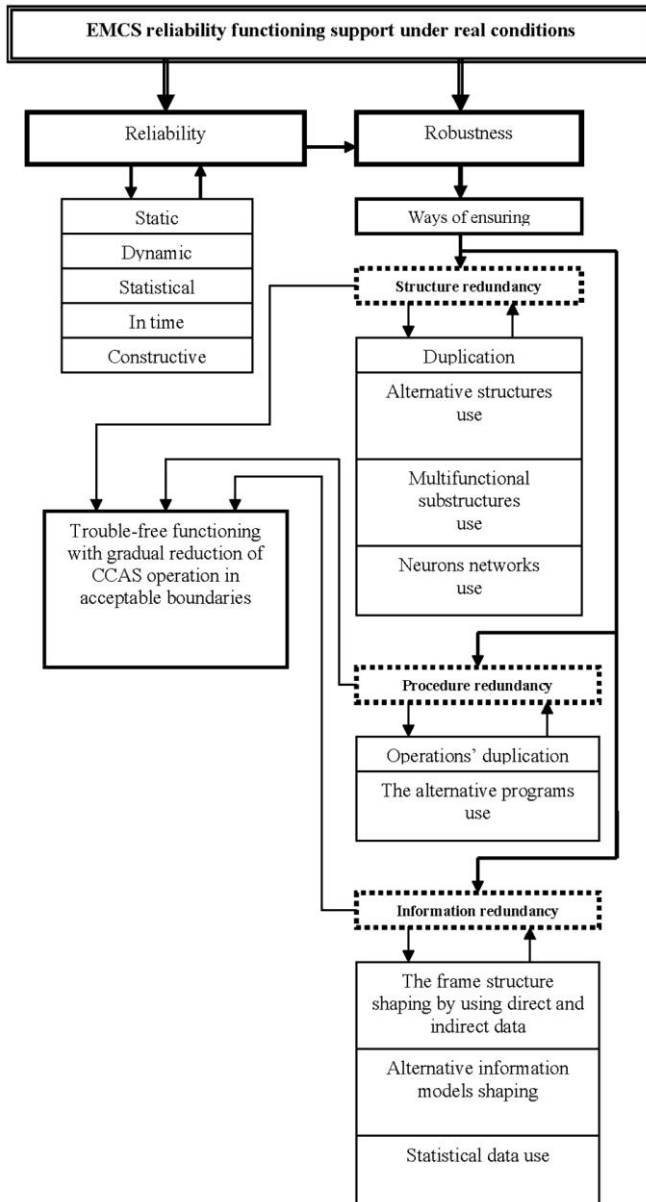 EMCS reliability functioning support under real conditions
Reliability
Robustness
Static
Dynamic
Statistical
In time
Constructive
Ways of ensuring
Structure redundancy
Duplication
Alternative structures
use
Multifunctional
substructures
use
Neurons networks
use
Trouble-free functioning
with gradual reduction of
CCAS operation in
acceptable boundaries
Procedure redundancy
Operations’ duplication
The alternative programs
use
Information redundancy
The frame structure
shaping by using direct and
indirect data
Alternative information
models shaping
Statistical data use